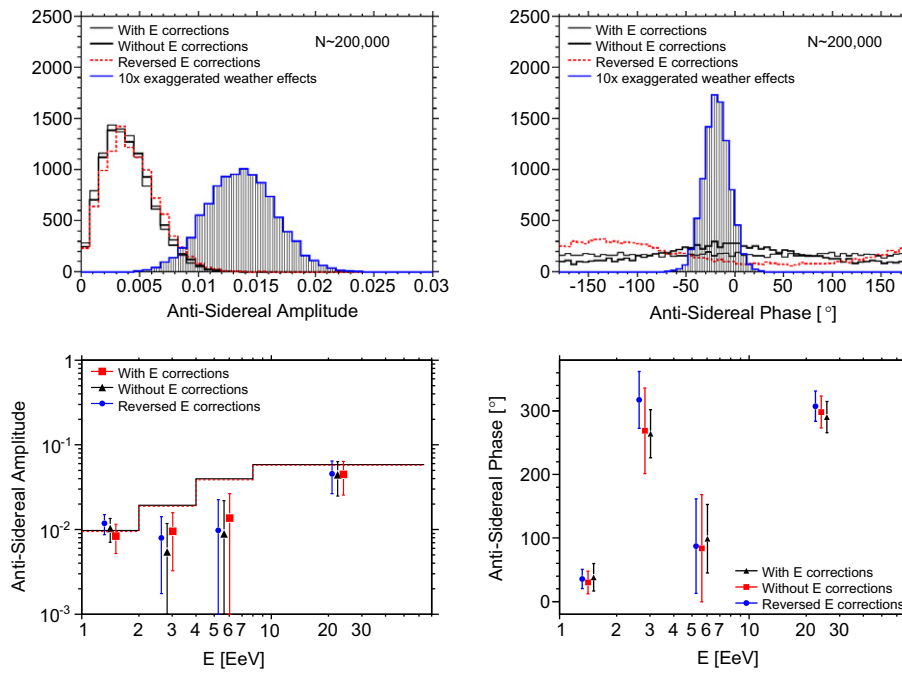 With E corrections
Without E corrections
Reversed E corrections
10x exaggerated weather effects
N~200,000
2500
2000
1500
1000
500
0
0 0.005 0.01 0.015 0.02 0.025 0.03
Anti-Sidereal Amplitude
With E corrections
Without E corrections
Reversed E corrections
10x exaggerated weather effects
N~200,000
2500
2000
1500
1000
500
0
-150 -100 -50 0 50 100 150
Anti-Sidereal Phase [°]
With E corrections
Without E corrections
Reversed E corrections
Anti-Sidereal Amplitude
1
10-1
10-2
10-3
1 2 3 4 5 6 7 10 20 30
E [EeV]
Anti-Sidereal Phase [°]
300
200
100
0
With E corrections
Without E corrections
Reversed E corrections
1 2 3 4 5 6 7 10 20 30
E [EeV]